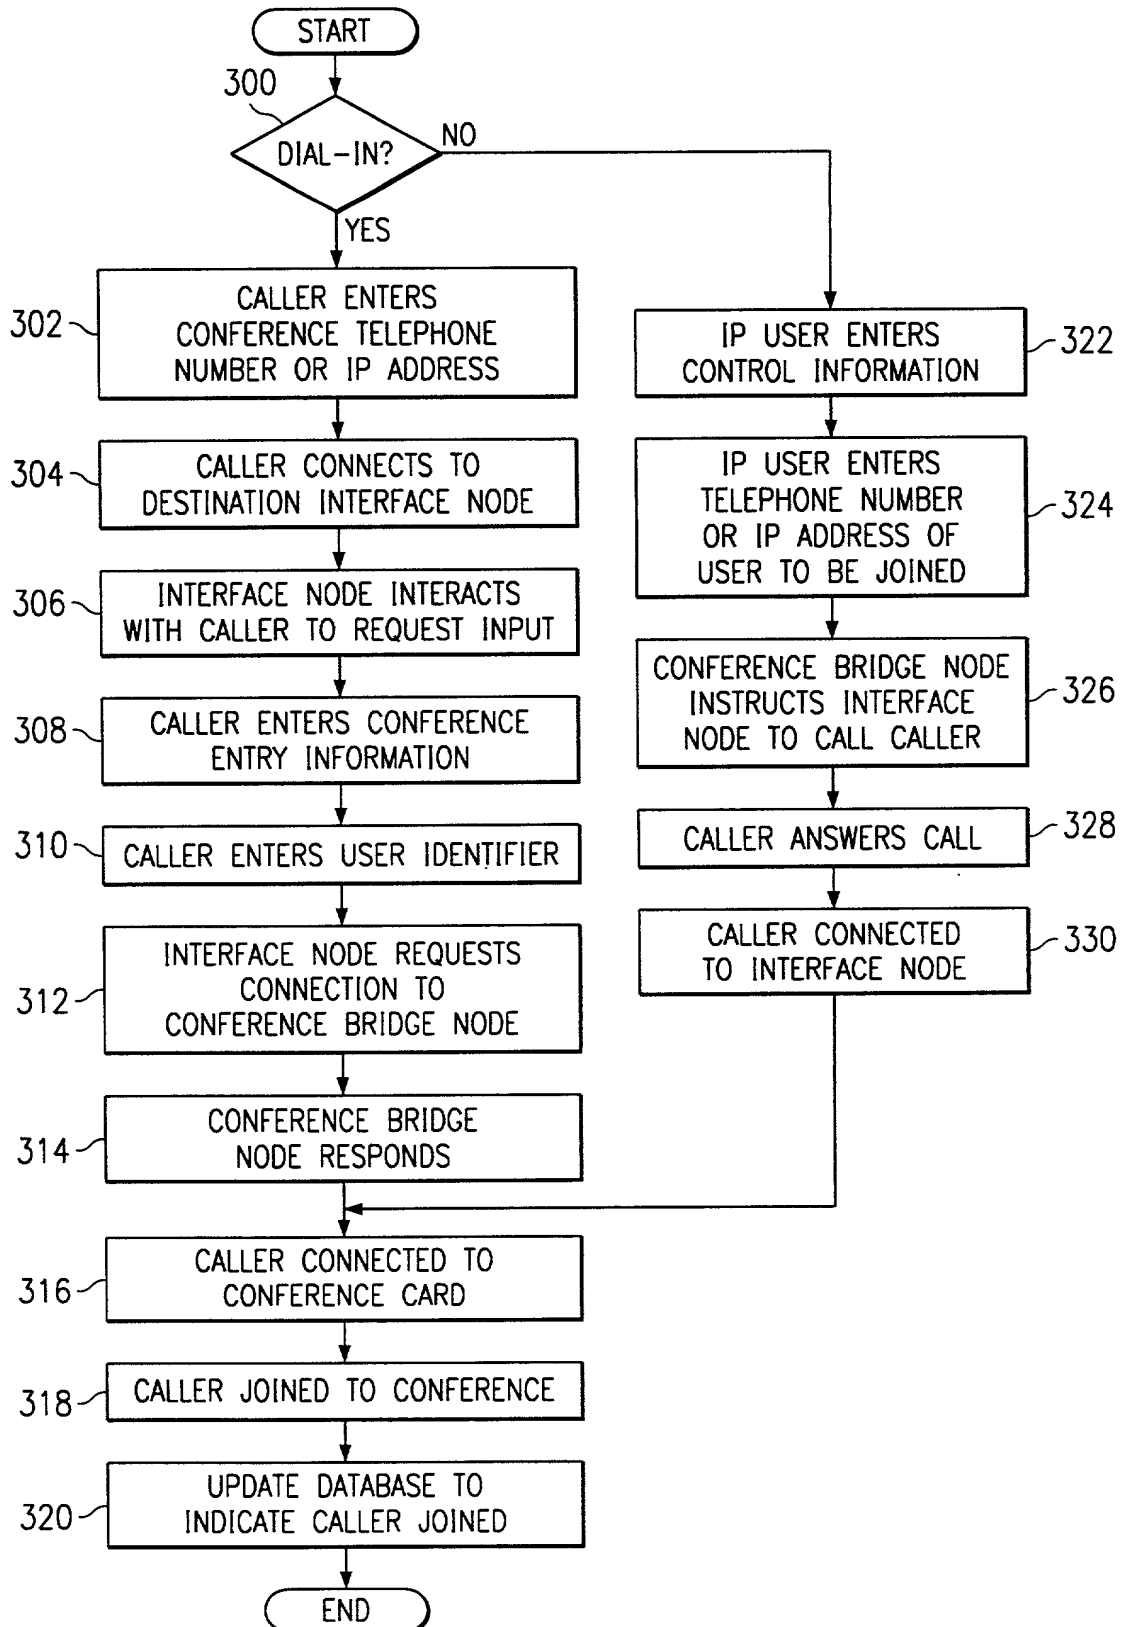 START
300
DIAL-IN?
NO
YES
302
CALLER ENTERS
CONFERENCE TELEPHONE
NUMBER OR IP ADDRESS
304
CALLER CONNECTS TO
DESTINATION INTERFACE NODE
306
INTERFACE NODE INTERACTS
WITH CALLER TO REQUEST INPUT
308
CALLER ENTERS CONFERENCE
ENTRY INFORMATION
310
CALLER ENTERS USER IDENTIFIER
312
INTERFACE NODE REQUESTS
CONNECTION TO
CONFERENCE BRIDGE NODE
314
CONFERENCE BRIDGE
NODE RESPONDS
322
IP USER ENTERS
CONTROL INFORMATION
324
IP USER ENTERS
TELEPHONE NUMBER
OR IP ADDRESS OF
USER TO BE JOINED
326
CONFERENCE BRIDGE NODE
INSTRUCTS INTERFACE
NODE TO CALL CALLER
328
CALLER ANSWERS CALL
330
CALLER CONNECTED
TO INTERFACE NODE
316
CALLER CONNECTED TO
CONFERENCE CARD
318
CALLER JOINED TO CONFERENCE
320
UPDATE DATABASE TO
INDICATE CALLER JOINED
END